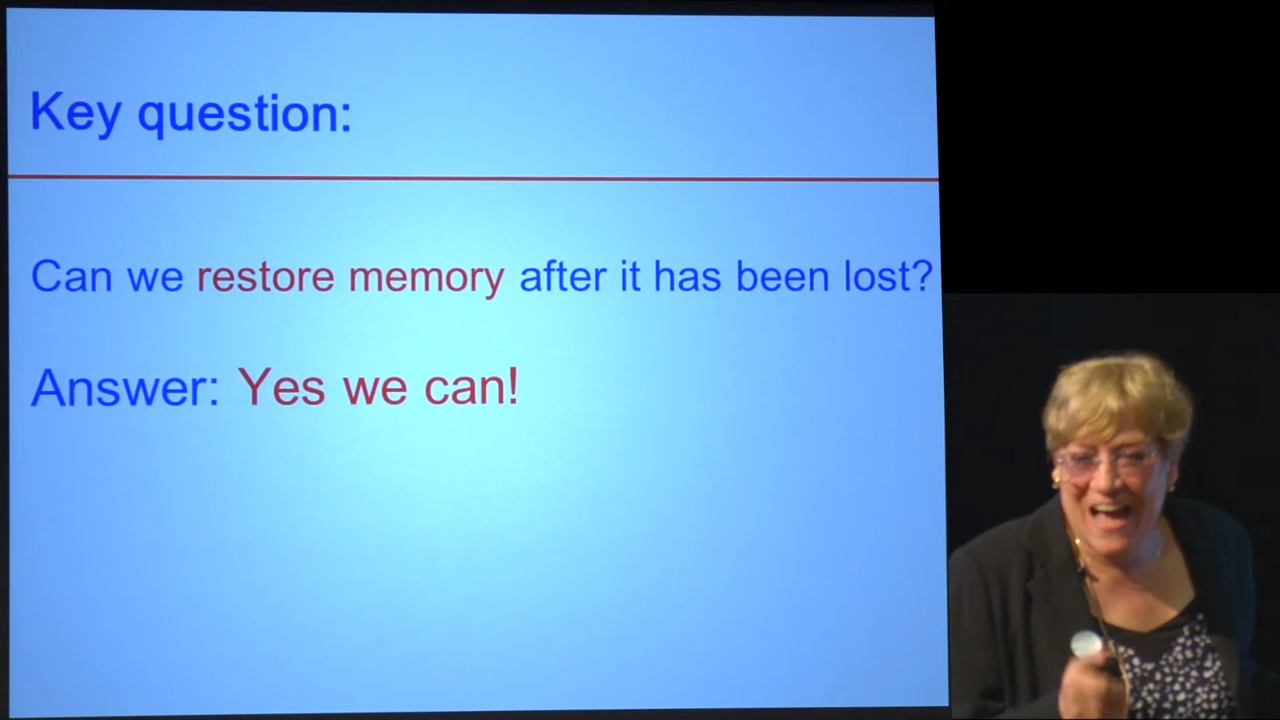 Key question:
Can we restore memory after it has been lost?
Answer: Yes we can!